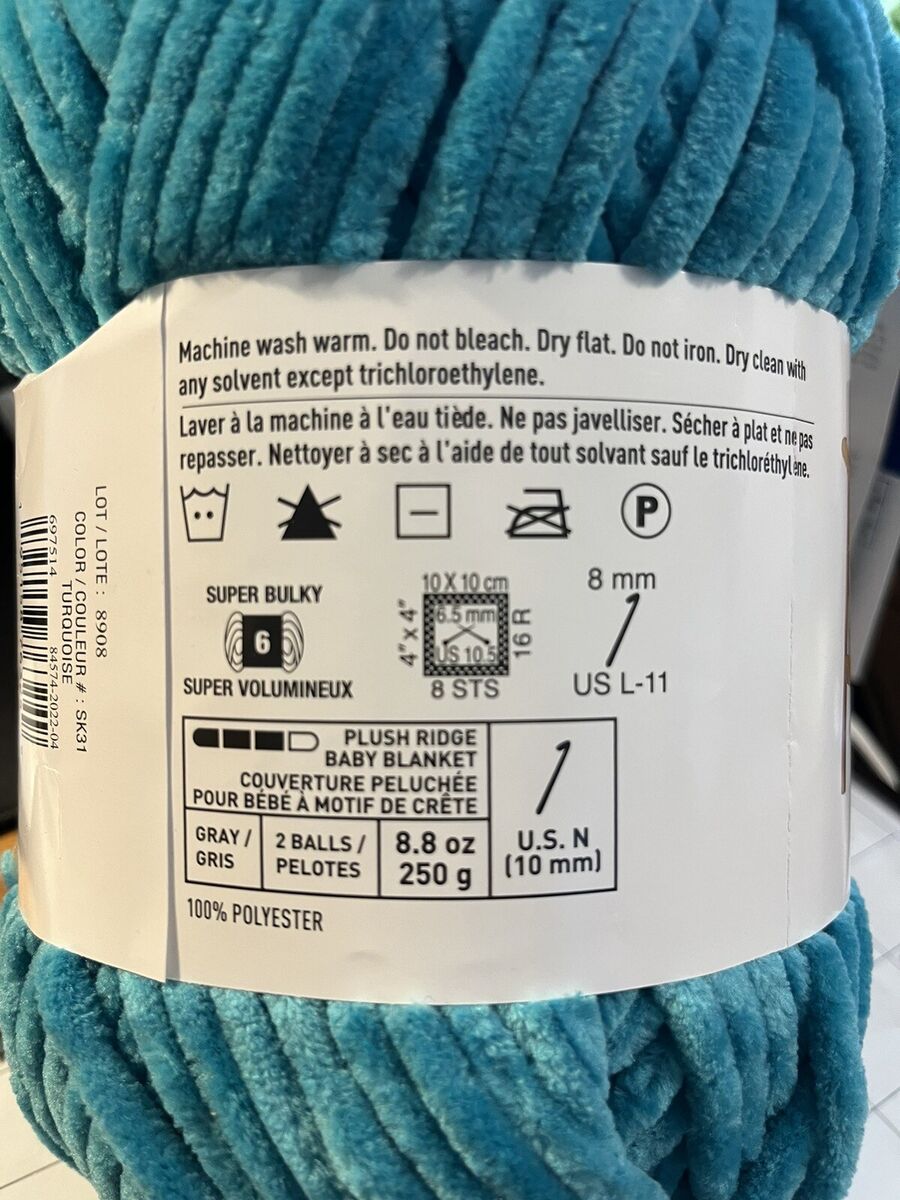 Machine wash warm. Do not bleach. Dry flat. Do not iron. Dry clean with
any solvent except trichloroethylene.
Laver à la machine à l'eau tiède. Ne pas javelliser. Sécher à plat et ne pas
repasser. Nettoyer à sec à l'aide de tout solvant sauf le trichloréthylène.
P
SUPER BULKY
6
SUPER VOLUMINEUX
10 X 10 cm
4" x 4"
6.5 mm
US 10.5
16 R
8 STS
8 mm
US L-11
PLUSH RIDGE
BABY BLANKET
COUVERTURE PELUCHÉE
POUR BÉBÉ À MOTIF DE CRÊTE
GRAY /
GRIS
2 BALLS /
PELOTES
8.8 oz
250 g
U.S. N
(10 mm)
100% POLYESTER
LOT / LOTE : 8908
COLOR / COULEUR # : SK31
TURQUOISE
84574-2022-04
697514